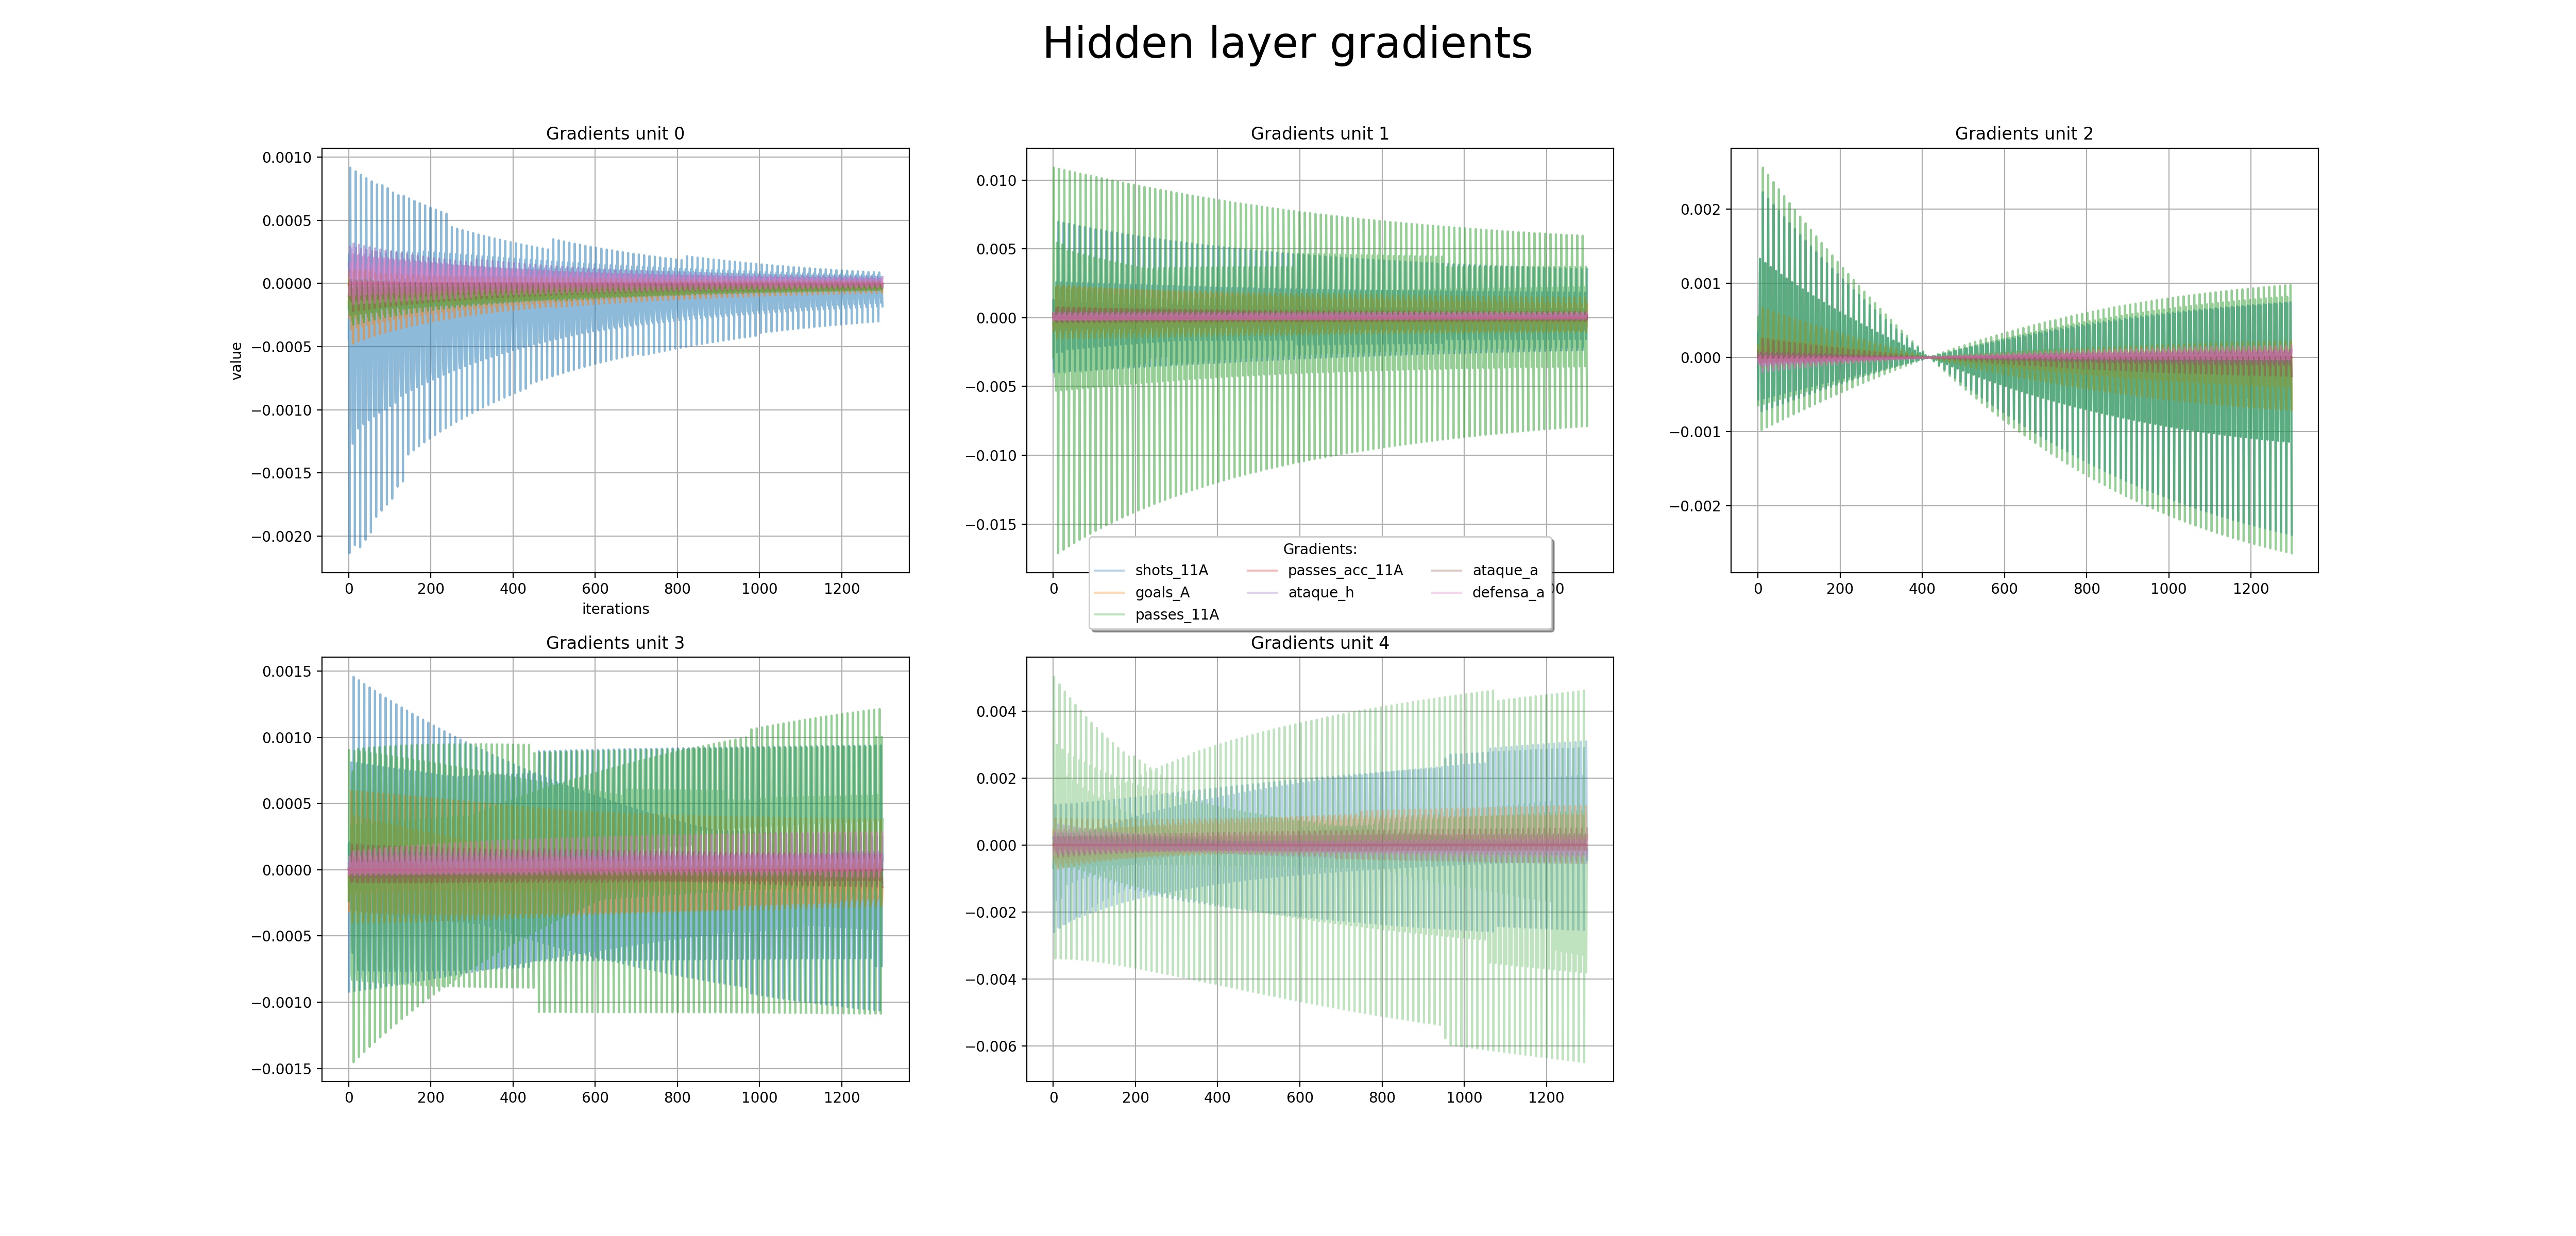 Hidden layer gradients
Gradients unit 0
0.0010
0.0005
0.0000
−0.0005
−0.0010
−0.0015
−0.0020
value
0 200 400 600 800 1000 1200
iterations
Gradients unit 1
0.010
0.005
0.000
−0.005
−0.010
−0.015
0 00
Gradients unit 2
0.002
0.001
0.000
−0.001
−0.002
0 200 400 600 800 1000 1200
Gradients:
shots_11A passes_acc_11A ataque_a
goals_A ataque_h defensa_a
passes_11A
Gradients unit 3
0.0015
0.0010
0.0005
0.0000
−0.0005
−0.0010
−0.0015
0 200 400 600 800 1000 1200
Gradients unit 4
0.004
0.002
0.000
−0.002
−0.004
−0.006
0 200 400 600 800 1000 1200